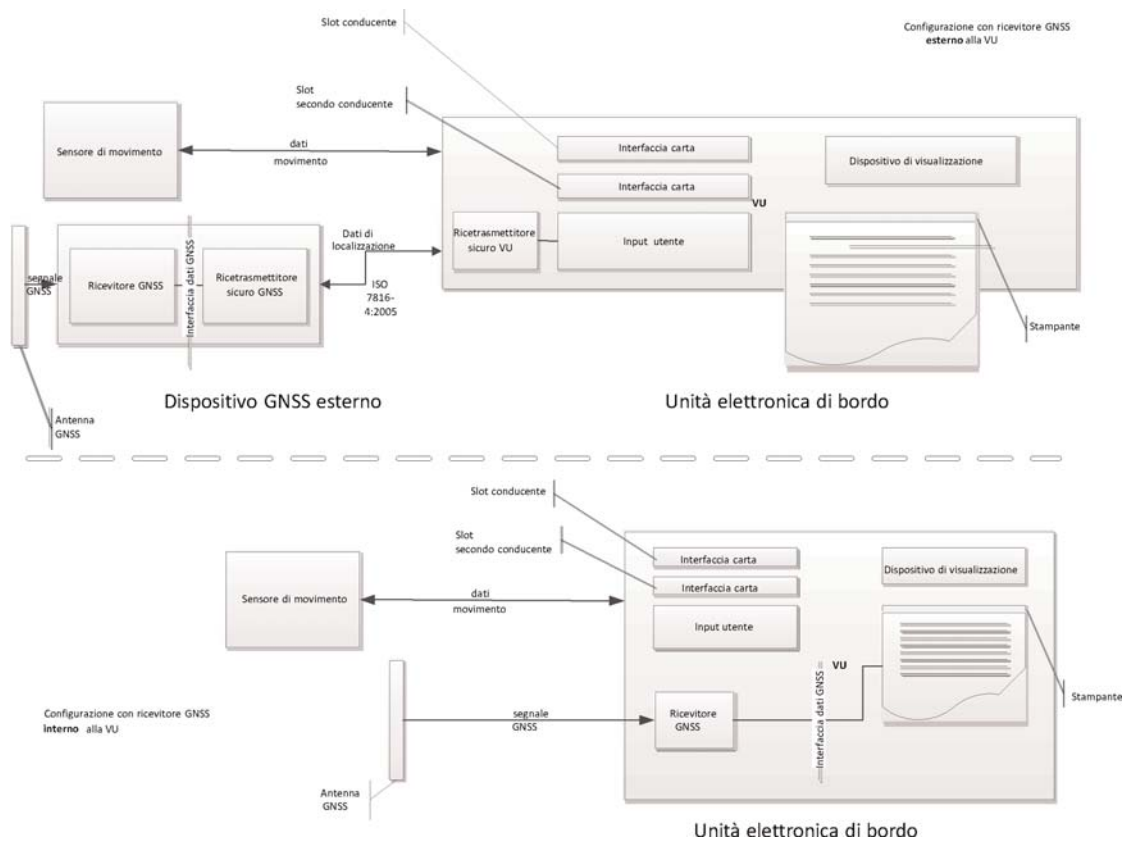 Slot conducente
Configurazione con ricevitore GNSS
esterno alla VU
Slot
secondo conducente
Sensore di movimento
dati
movimento
Interfaccia carta
Interfaccia carta
Dispositivo di visualizzazione
VU
Ricetrasmettitore
sicuro VU
Input utente
Dati di
localizzazione
segnale
GNSS
Ricevitore GNSS
Interfaccia dati GNSS
Ricetrasmettitore
sicuro GNSS
ISO
7816-
4:2005
Stampante
Dispositivo GNSS esterno
Unità elettronica di bordo
Antenna
GNSS
Slot conducente
Slot
secondo conducente
Interfaccia carta
Interfaccia carta
Dispositivo di visualizzazione
Sensore di movimento
dati
movimento
Input utente
VU
Configurazione con ricevitore GNSS
interno alla VU
segnale
GNSS
Ricevitore
GNSS
Interfaccia dati GNSS
Stampante
Antenna
GNSS
Unità elettronica di bordo